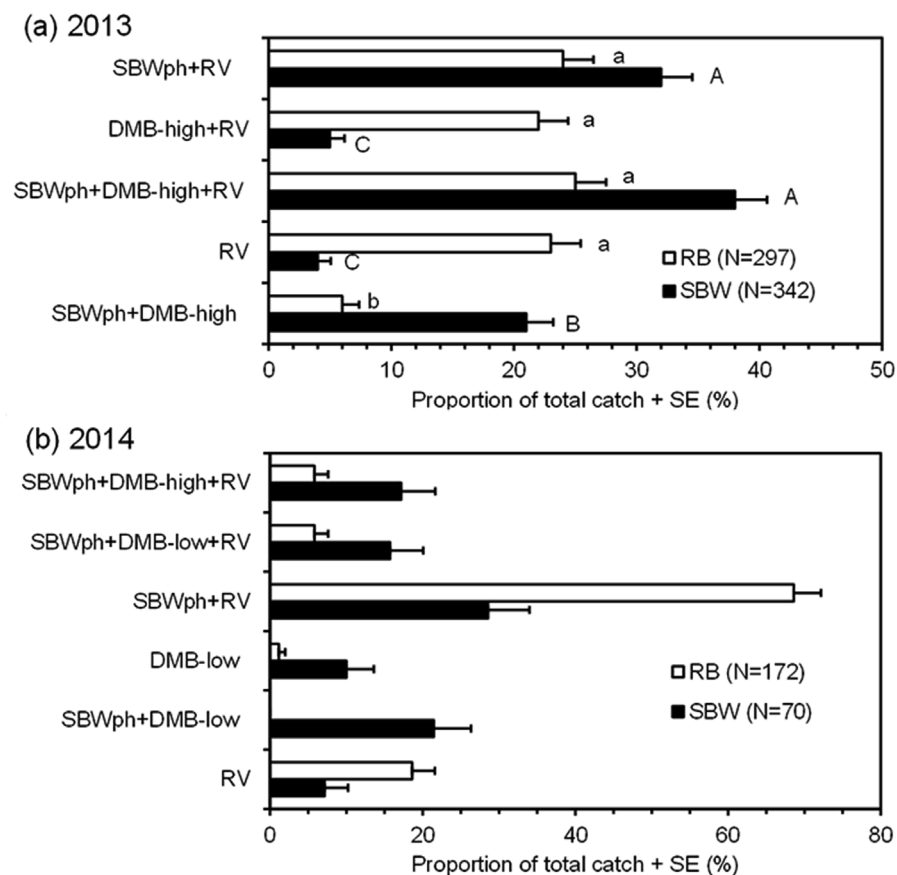 (a) 2013
SBWph+RV
a
A
DMB-high+RV
a
C
SBWph+DMB-high+RV
a
A
RV
a
C
RB (N=297)
SBW (N=342)
SBWph+DMB-high
b
B
0 10 20 30 40 50
Proportion of total catch + SE (%)
(b) 2014
SBWph+DMB-high+RV
SBWph+DMB-low+RV
SBWph+RV
DMB-low
RB (N=172)
SBW (N=70)
SBWph+DMB-low
RV
0 20 40 60 80
Proportion of total catch + SE (%)